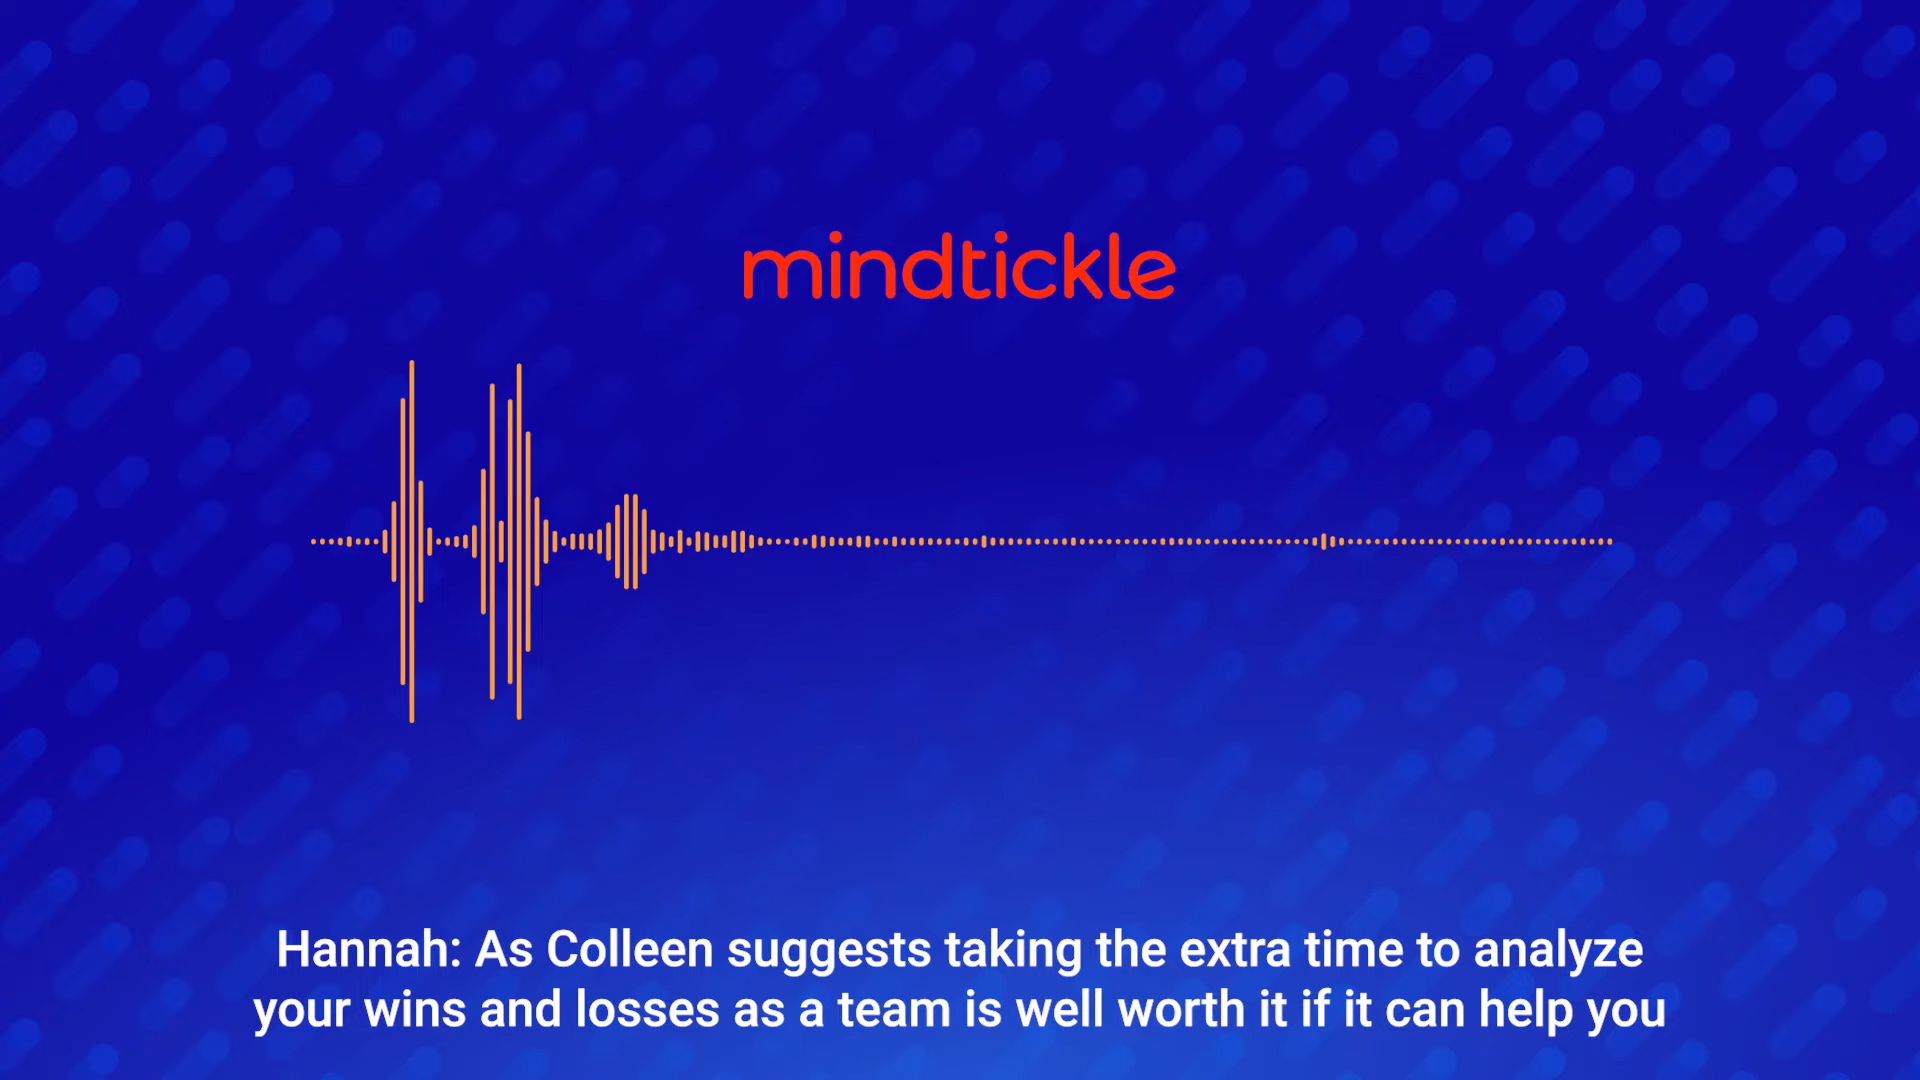 mindtickle
Hannah: As Colleen suggests taking the extra time to analyze
your wins and losses as a team is well worth it if it can help you